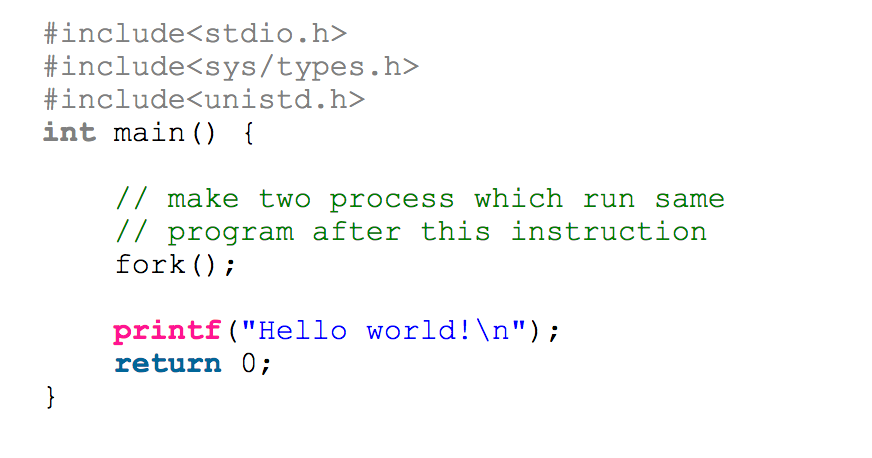 #include<stdio.h>
#include<sys/types.h>
#include<unistd.h>
int main() {
// make two process which run same
// program after this instruction
fork();
printf("Hello world!\n");
return 0;
}